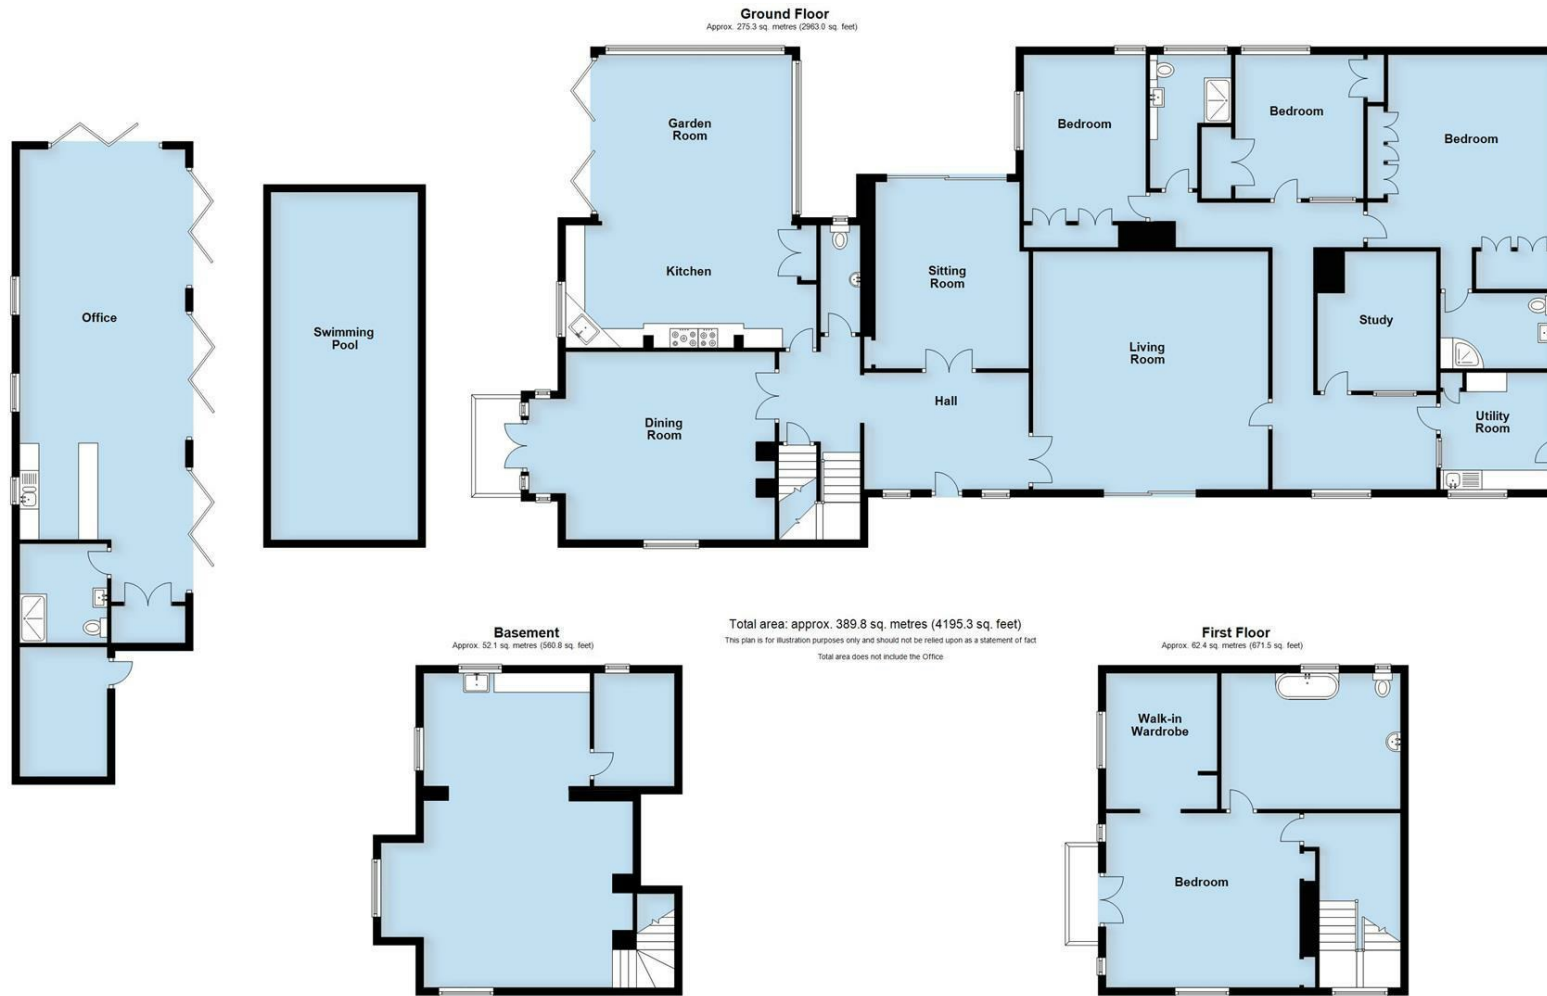 Ground Floor
Approx. 275.3 sq. metres (2963.0 sq. feet)
Garden
Room
Bedroom
Bedroom
Bedroom
Kitchen
Sitting
Room
Office
Swimming
Pool
Study
Living
Room
Hall
Dining
Room
Utility
Room
Total area: approx. 389.8 sq. metres (4195.3 sq. feet)
This plan is for illustration purposes only and should not be relied upon as a statement of fact
Total area does not include the Office
Basement
Approx. 52.1 sq. metres (560.8 sq. feet)
First Floor
Approx. 62.4 sq. metres (671.5 sq. feet)
Walk-in
Wardrobe
Bedroom